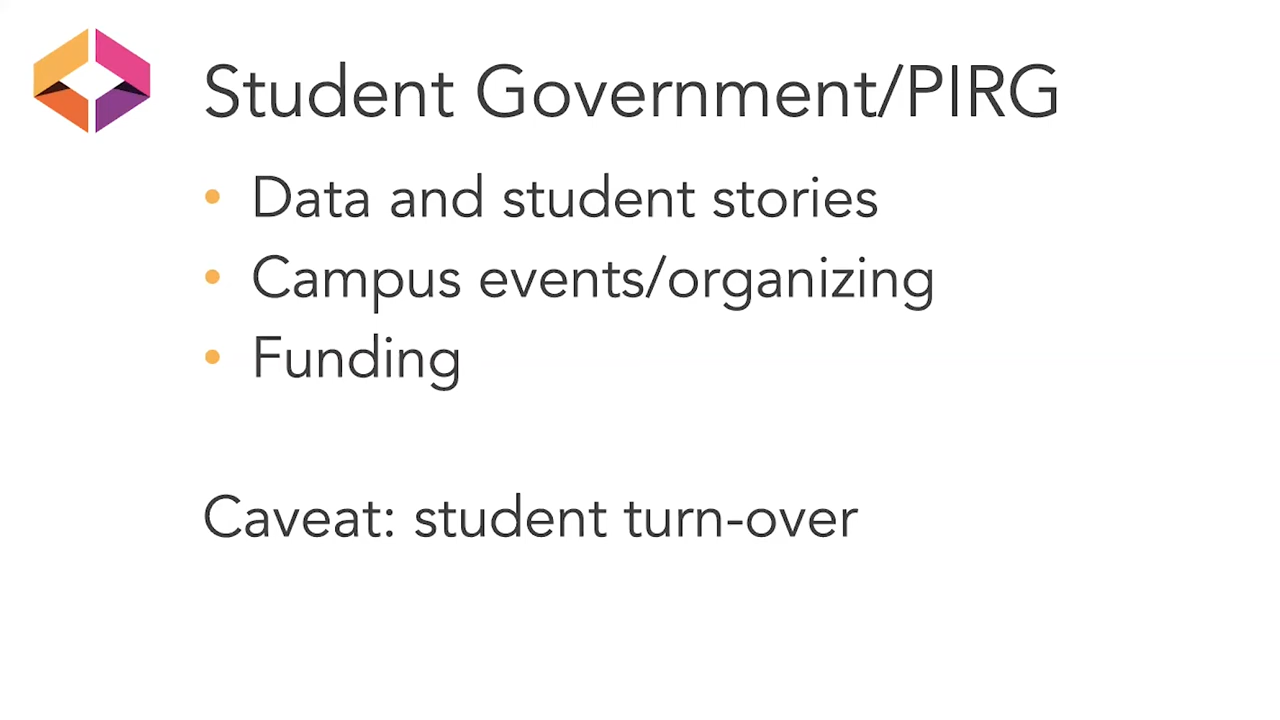 Student Government/PIRG
• Data and student stories
• Campus events/organizing
• Funding
Caveat: student turn-over